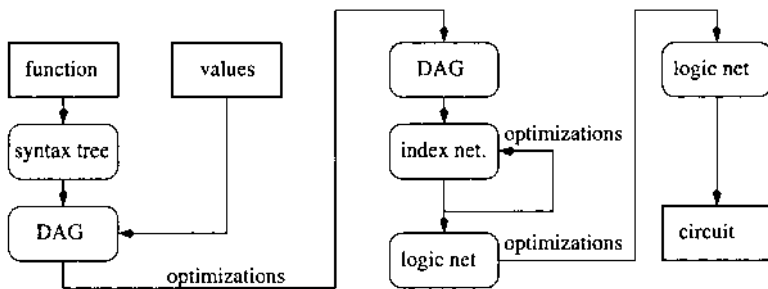 function
values
syntax tree
DAG
optimizations
DAG
index net.
optimizations
logic net
optimizations
logic net
circuit